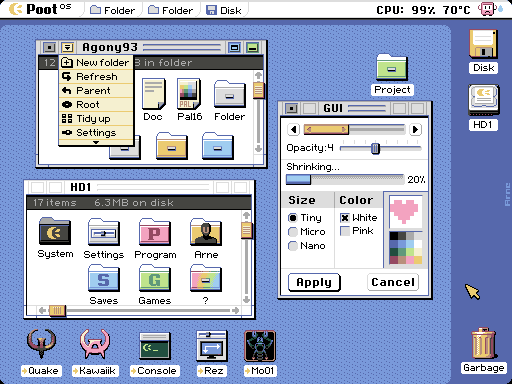 Poot OS
Folder
Folder
Disk
CPU: 99% 70°C
Agony93
12
B in folder
New folder
Refresh
Parent
Root
Tidy up
Settings
Doc
Pal16
Folder
Project
Disk
HD1
Arne
GUI
Opacity:4
Shrinking...
20%
Size
Color
Tiny
Micro
Nano
White
Pink
Apply
Cancel
HD1
17 items
6.3MB on disk
System
Settings
Program
Arne
Saves
Games
?
P
S
G
C-
Quake
Kawaiik
Console
Rez
Mo01
Garbage